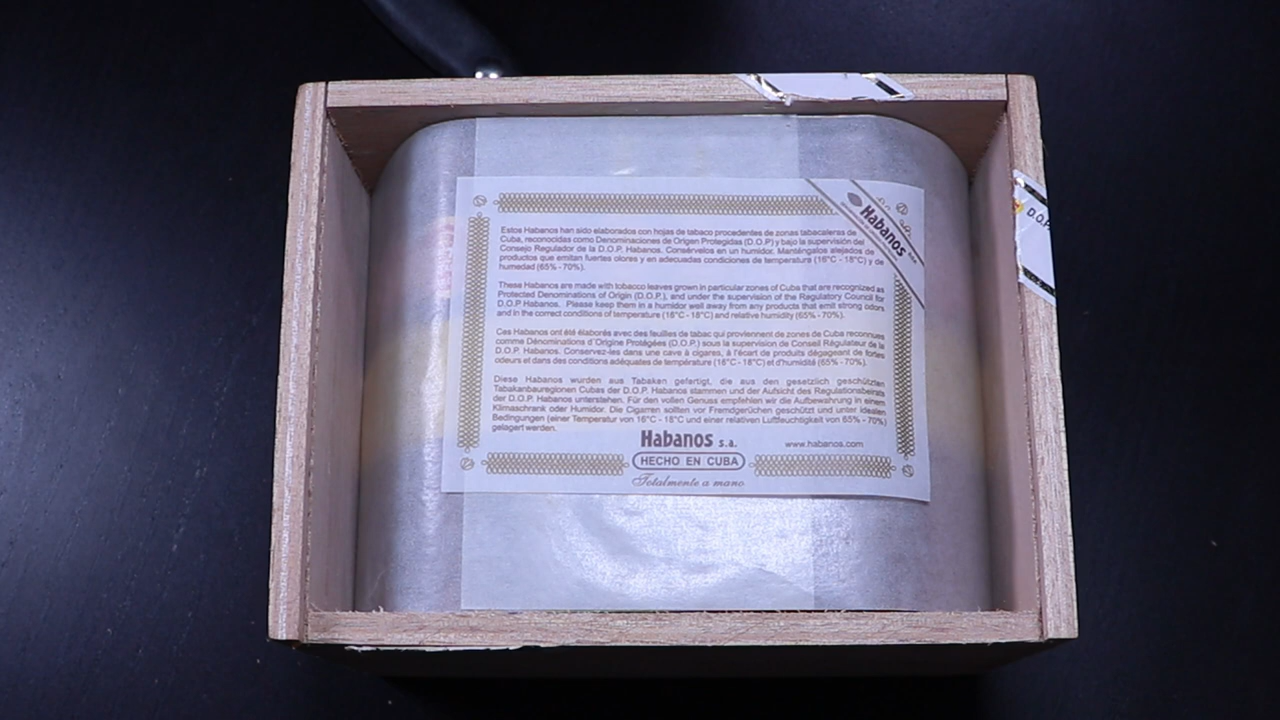 Habanos
Estos Habanos han sido elaborados con hojas de tabaco procedentes de zonas tabacaleras de
Cuba, reconocidas como Denominaciones de Origen Protegidas (D.O.P) y bajo la supervisión del
Consejo Regulador de la D.O.P. Habanos. Consérvelos en un humidor. Manténgalos alejados de
productos que emitan fuertes olores y en adecuadas condiciones de temperatura (16°C - 18°C) y de
humedad (65% - 70%).
These Habanos are made with tobacco leaves grown in particular zones of Cuba that are recognized as
Protected Denominations of Origin (D.O.P.), and under the supervision of the Regulatory Council for
D.O.P Habanos. Please keep them in a humidor well away from any products that emit strong odors
and in the correct conditions of temperature (16°C - 18°C) and relative humidity (65% - 70%).
Ces Habanos ont été élaborés avec des feuilles de tabac qui proviennent de zones de Cuba reconnues
comme Dénominations d'Origine Protégées (D.O.P.) sous la supervision de Conseil Régulateur de la
D.O.P. Habanos. Conservez-les dans une cave à cigares, à l'écart de produits dégageant de fortes
odeurs et dans des conditions adéquates de température (16°C - 18°C) et d'humidité (65% - 70%).
Diese Habanos wurden aus Tabaken gefertigt, die aus den gesetzlich geschützten
Tabakanbauregionen Cubas der D.O.P. Habanos stammen und der Aufsicht des Regulationsbeirats
der D.O.P. Habanos unterstehen. Für den vollen Genuss empfehlen wir die Aufbewahrung in einem
Klimaschrank oder Humidor. Die Cigarren sollten vor Fremdgerüchen geschützt und unter idealen
Bedingungen (einer Temperatur von 16°C - 18°C und einer relativen Luftfeuchtigkeit von 65% - 70%)
gelagert werden.
Habanos s.a.
www.habanos.com
HECHO EN CUBA
Totalmente a mano
D.O.P.